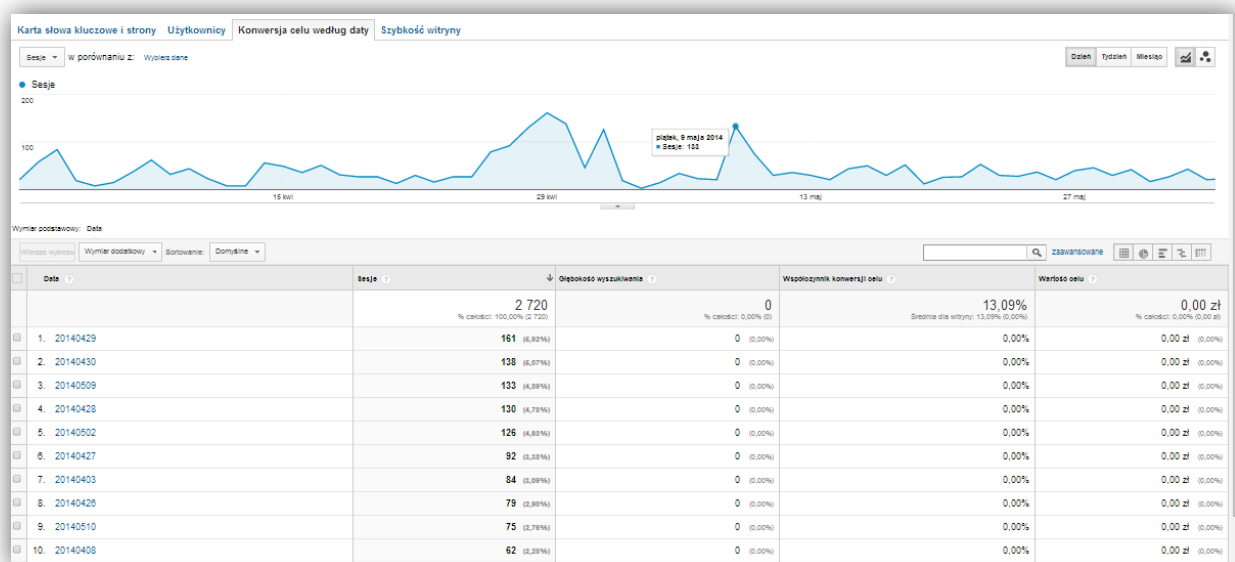 Karta słowa kluczowe i strony Użytkownicy Konwersja celu według daty Szybkość witryny
Sesje w porównaniu z: Wybierz dane Dzień Tydzień Miesiąc
Sesje
200
100
piątek, 9 maja 2014
Sesje: 133
15 kwi 29 kwi 13 maj 27 maj
Wymiar podstawowy: Data
Wiersze wykresu Wymiar dodatkowy Sortowanie: Domyślne zaawansowane
Data ? Sesje ? Głębokość wyszukiwania ? Współczynnik konwersji celu ? Wartość celu ?
2 720 0 13,09% 0,00 zł
% całości: 100,00% (2 720) % całości: 0,00% (0) Średnia dla witryny: 13,09% (0,00%) % całości: 0,00% (0,00 zł)
1. 20140429 161 (5,92%) 0 (0,00%) 0,00% 0,00 zł (0,00%)
2. 20140430 138 (5,07%) 0 (0,00%) 0,00% 0,00 zł (0,00%)
3. 20140509 133 (4,89%) 0 (0,00%) 0,00% 0,00 zł (0,00%)
4. 20140428 130 (4,78%) 0 (0,00%) 0,00% 0,00 zł (0,00%)
5. 20140502 126 (4,63%) 0 (0,00%) 0,00% 0,00 zł (0,00%)
6. 20140427 92 (3,38%) 0 (0,00%) 0,00% 0,00 zł (0,00%)
7. 20140403 84 (3,09%) 0 (0,00%) 0,00% 0,00 zł (0,00%)
8. 20140426 79 (2,90%) 0 (0,00%) 0,00% 0,00 zł (0,00%)
9. 20140510 75 (2,76%) 0 (0,00%) 0,00% 0,00 zł (0,00%)
10. 20140408 62 (2,28%) 0 (0,00%) 0,00% 0,00 zł (0,00%)